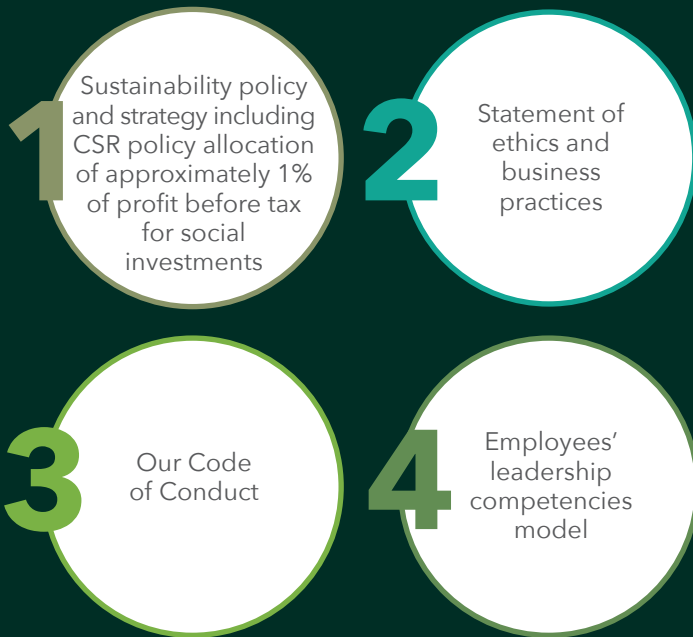 1
Sustainability policy
and strategy including
CSR policy allocation
of approximately 1%
of profit before tax
for social
investments
2
Statement of
ethics and
business
practices
3
Our Code
of Conduct
4
Employees’
leadership
competencies
model